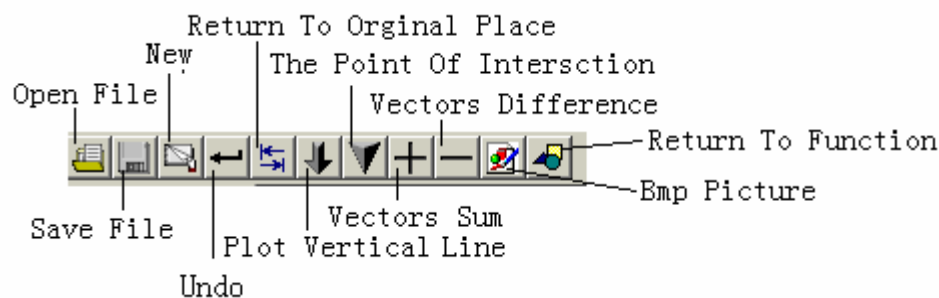 Return To Orginal Place
New
The Point Of Intersction
Open File
Vectors Difference
Return To Function
Bmp Picture
Vectors Sum
Save File
Plot Vertical Line
Undo